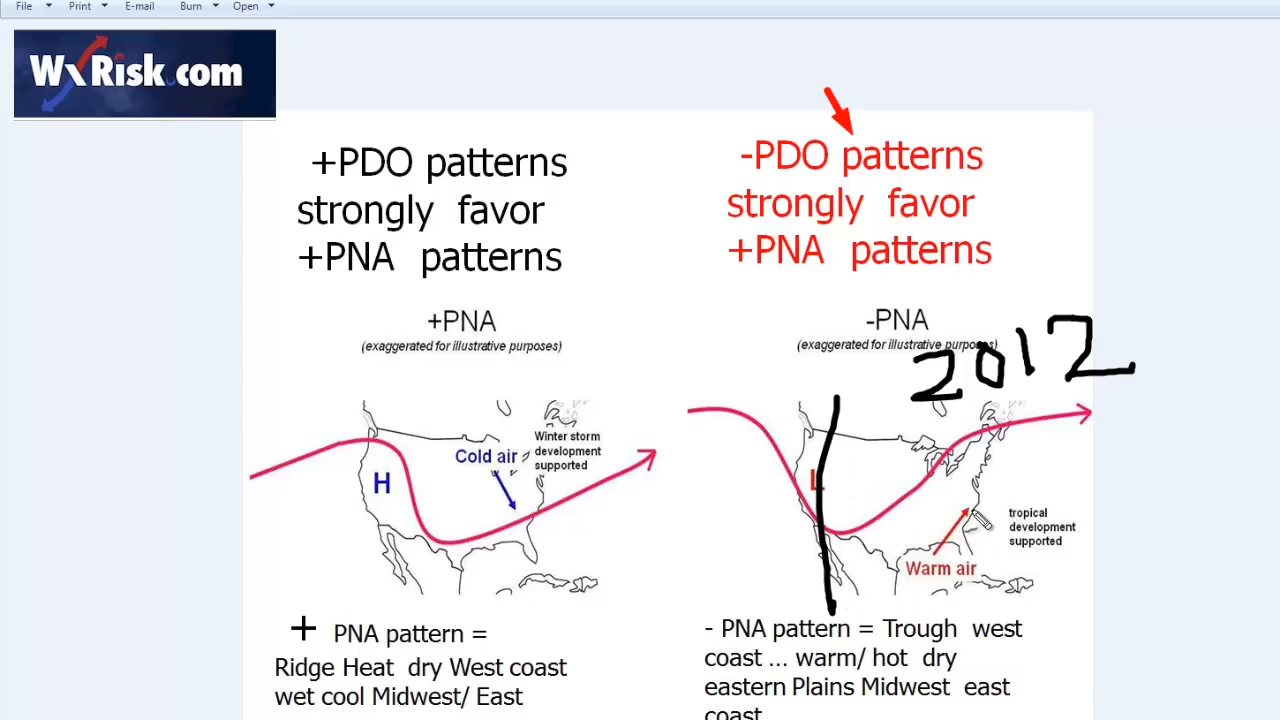 File Print E-mail Burn Open
WxRisk.com
+PDO patterns
strongly favor
+PNA patterns
+PNA
(exaggerated for illustrative purposes)
H
Cold air
Winter storm
development
supported
+ PNA pattern =
Ridge Heat dry West coast
wet cool Midwest/ East
-PDO patterns
strongly favor
+PNA patterns
-PNA
(exaggerated for illustrative purposes)
2012
L
Warm air
tropical
development
supported
- PNA pattern = Trough west
coast ... warm/ hot dry
eastern Plains Midwest east
coast